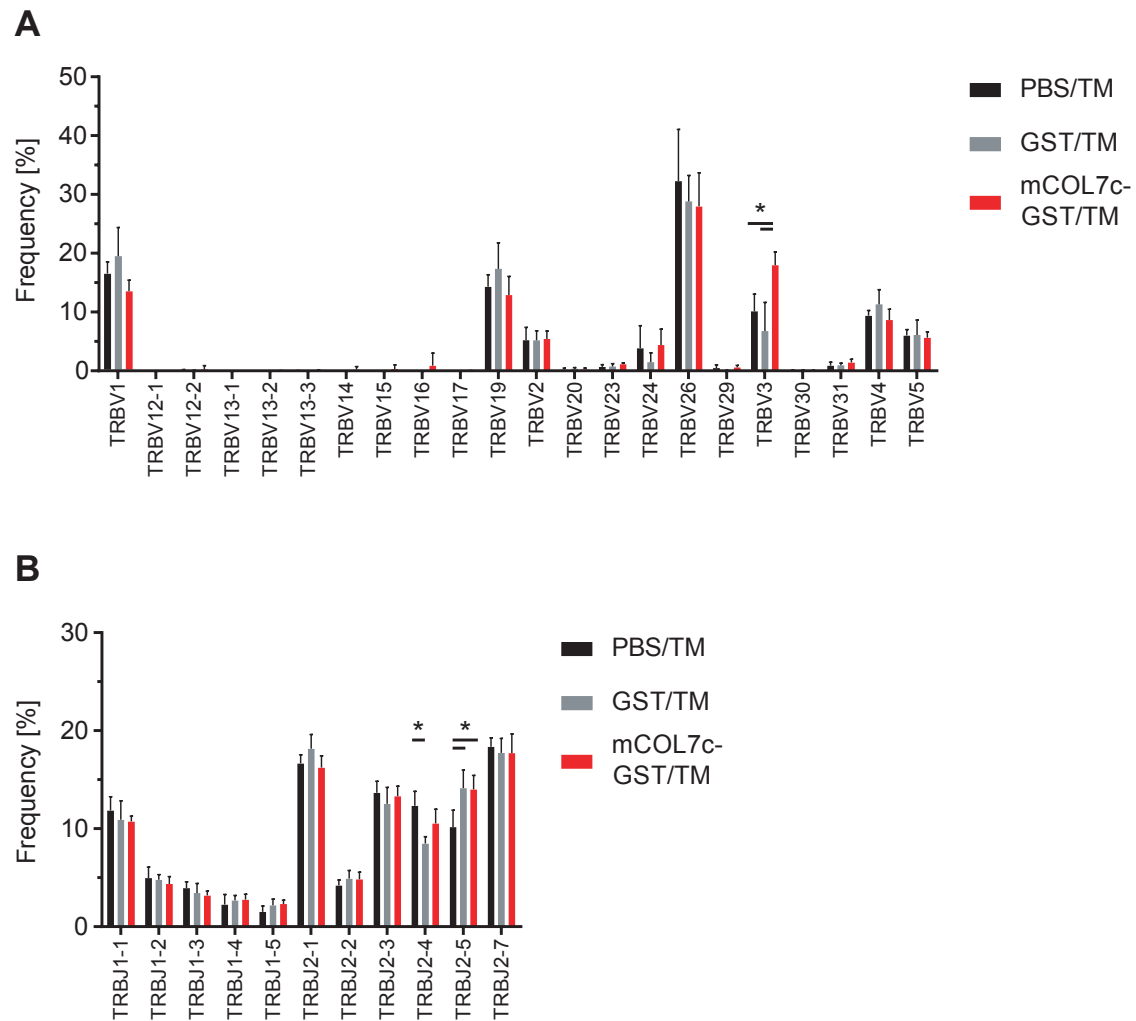 A
50
40
30
20
10
0
Frequency [%]
TRBV1
TRBV12-1
TRBV12-2
TRBV13-1
TRBV13-2
TRBV13-3
TRBV14
TRBV15
TRBV16
TRBV17
TRBV19
TRBV2
TRBV20
TRBV23
TRBV24
TRBV26
TRBV29
TRBV3
TRBV30
TRBV31
TRBV4
TRBV5
*
PBS/TM
GST/TM
mCOL7c-
GST/TM
B
30
20
10
0
Frequency [%]
TRBJ1-1
TRBJ1-2
TRBJ1-3
TRBJ1-4
TRBJ1-5
TRBJ2-1
TRBJ2-2
TRBJ2-3
TRBJ2-4
TRBJ2-5
TRBJ2-7
*
*
PBS/TM
GST/TM
mCOL7c-
GST/TM